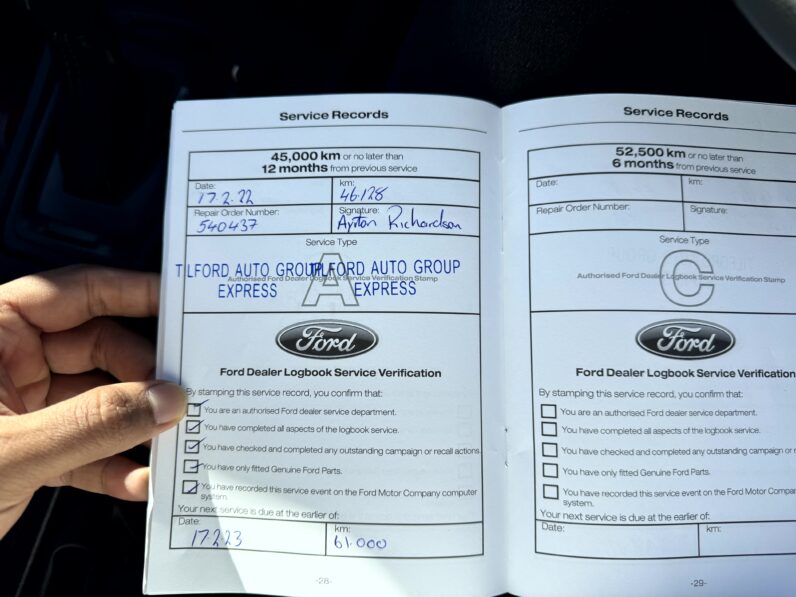 Service Records
45,000 km or no later than
12 months from previous service
Date: 17.2.22
km: 46128
Repair Order Number: 540437
Signature: Ayrton Richardson
Service Type
A
Authorised Ford Dealer Logbook Service Verification Stamp
TILFORD AUTO GROUP
EXPRESS
TILFORD AUTO GROUP
EXPRESS
Ford
Ford Dealer Logbook Service Verification
By stamping this service record, you confirm that:
You are an authorised Ford dealer service department.
You have completed all aspects of the logbook service.
You have checked and completed any outstanding campaign or recall actions.
You have only fitted Genuine Ford Parts.
You have recorded this service event on the Ford Motor Company computer
system.
Your next service is due at the earlier of:
Date: 17.2.23
km: 61.000
-28-
Service Records
52,500 km or no later than
6 months from previous service
Date:
km:
Repair Order Number:
Signature:
Service Type
C
Authorised Ford Dealer Logbook Service Verification Stamp
Ford
Ford Dealer Logbook Service Verification
By stamping this service record, you confirm that:
You are an authorised Ford dealer service department.
You have completed all aspects of the logbook service.
You have checked and completed any outstanding campaign or
You have only fitted Genuine Ford Parts.
You have recorded this service event on the Ford Motor Compa
system.
Your next service is due at the earlier of:
Date:
km:
-29-